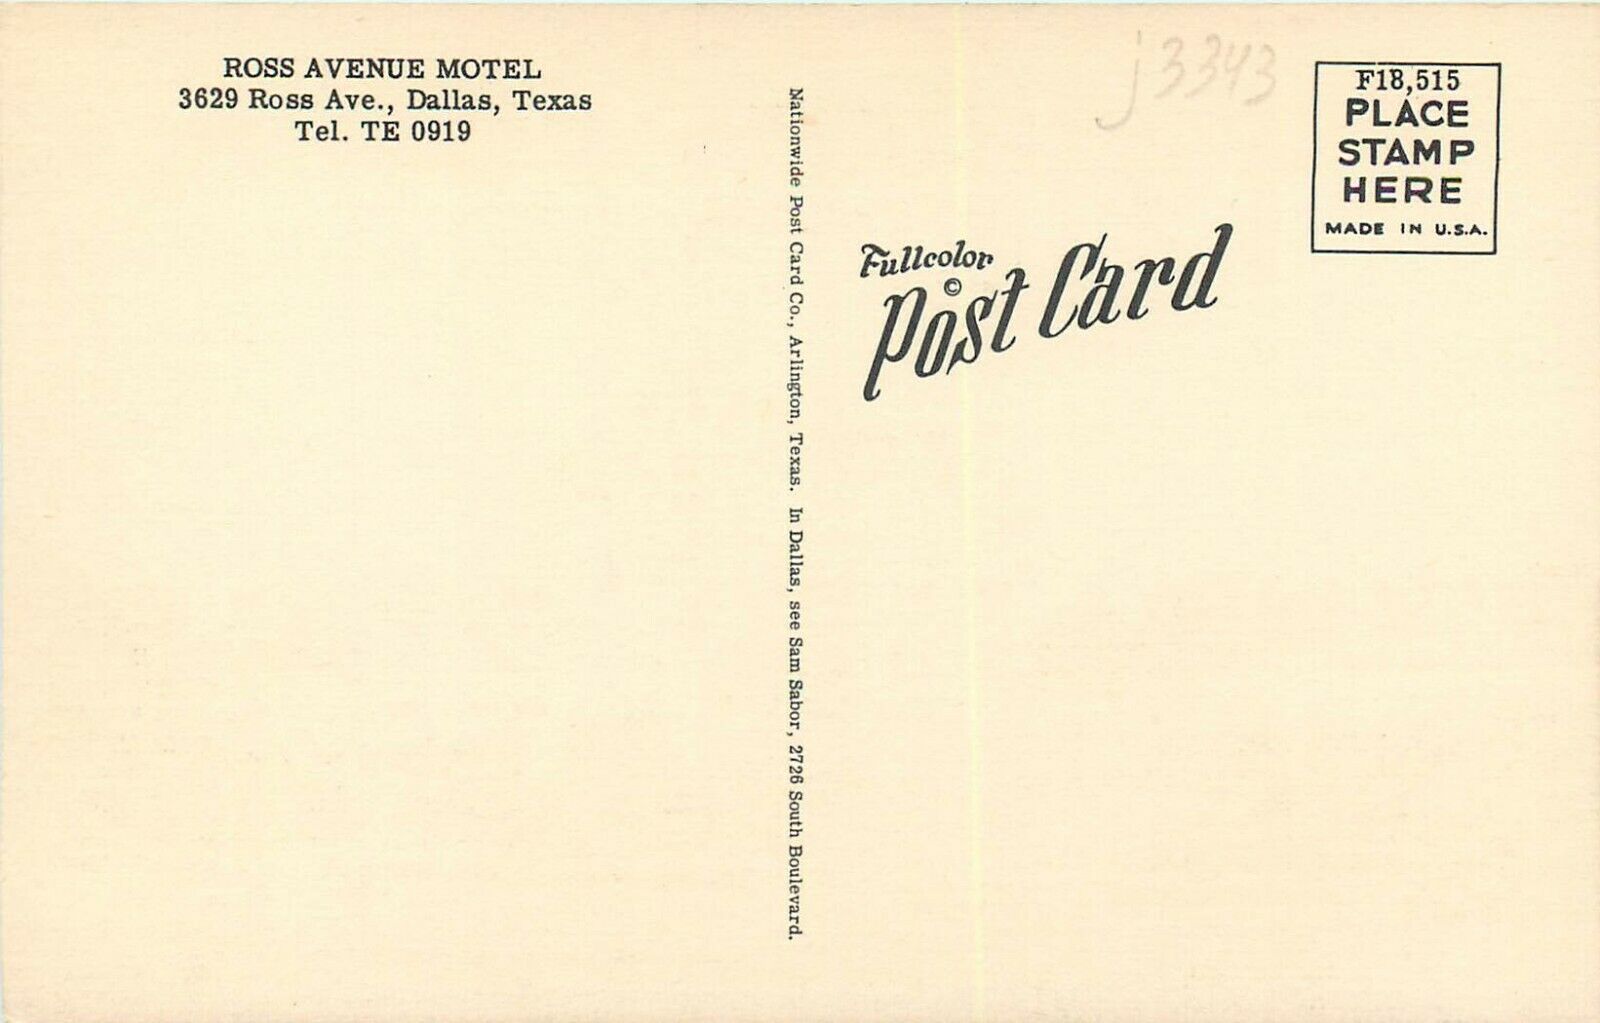 ROSS AVENUE MOTEL
3629 Ross Ave., Dallas, Texas
Tel. TE 0919
Nationwide Post Card Co., Arlington, Texas. In Dallas, see Sam Sabor, 2726 South Boulevard.
j3343
F18,515
PLACE
STAMP
HERE
MADE IN U.S.A.
Fullcolor
©
Post Card